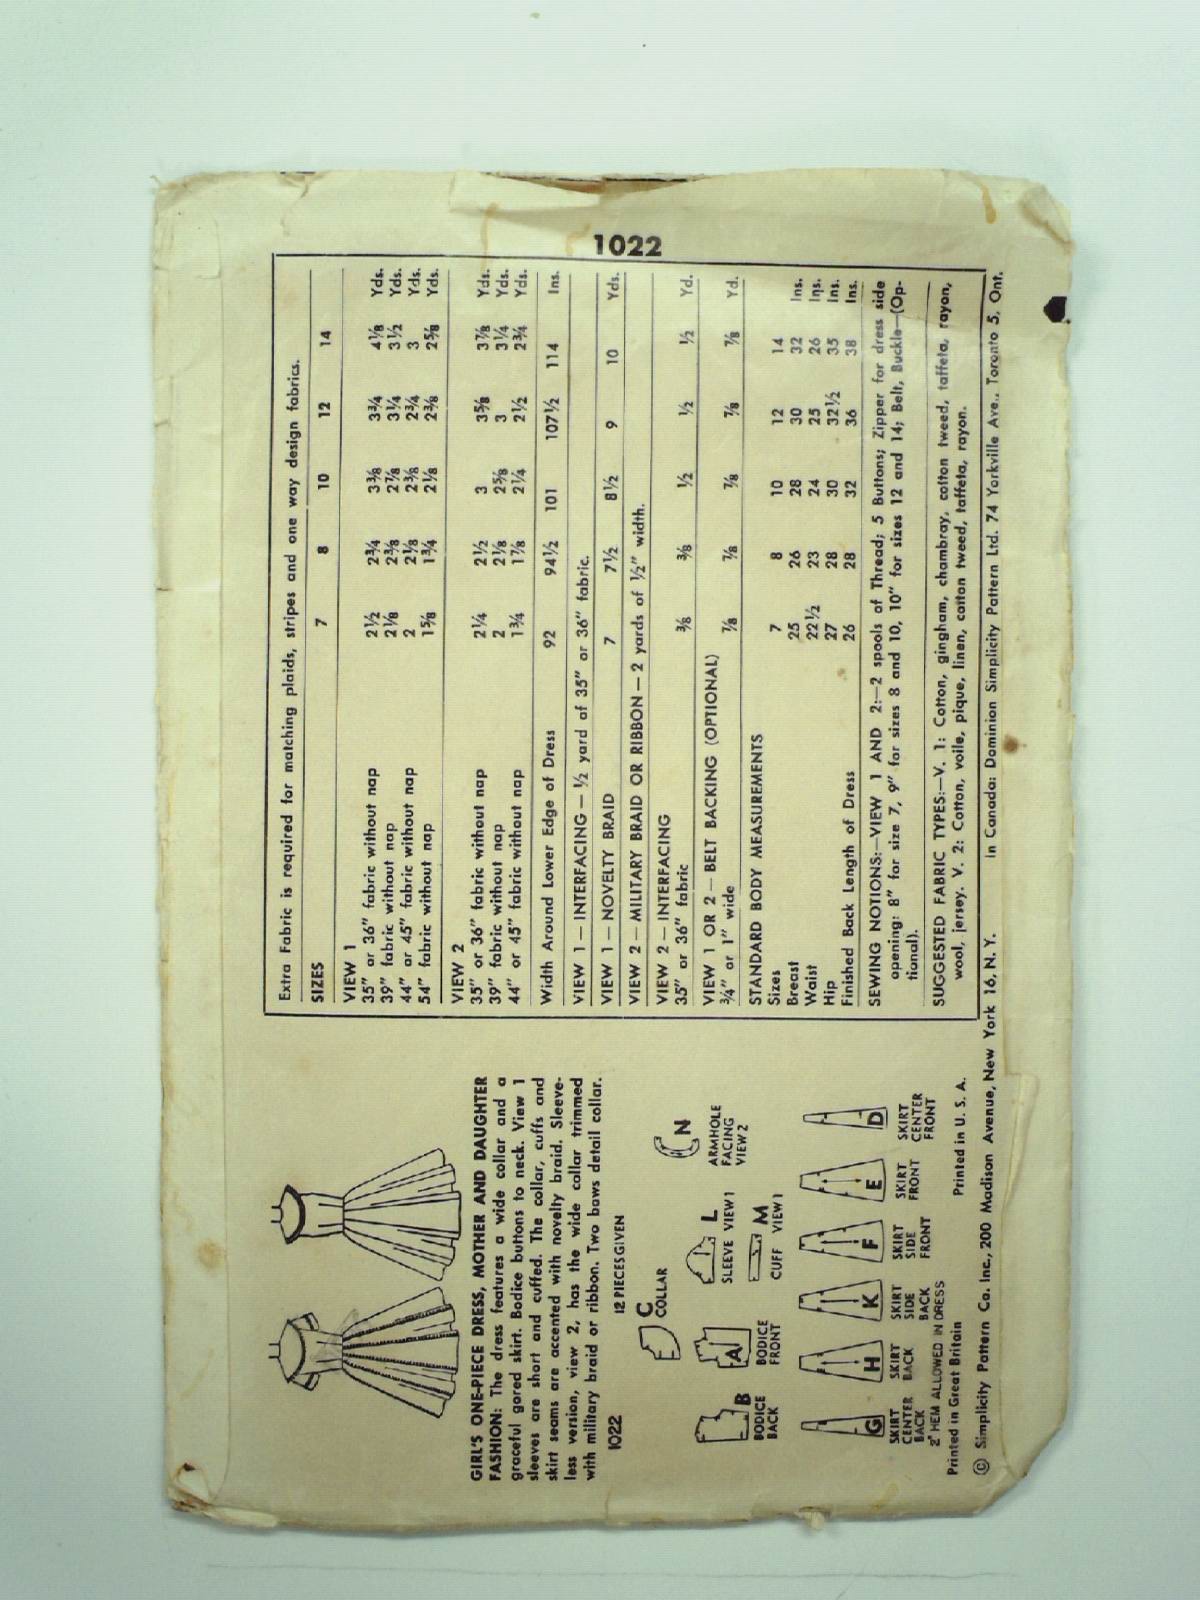 1022
GIRL'S ONE-PIECE DRESS, MOTHER AND DAUGHTER
FASHION: The dress features a wide collar and a
graceful gored skirt. Bodice buttons to neck. View 1
sleeves are short and cuffed. The collar, cuffs and
skirt seams are accented with novelty braid. Sleeve-
less version, view 2, has the wide collar trimmed
with military braid or ribbon. Two bows detail collar.
1022 12 PIECES GIVEN
C
COLLAR
B
BODICE
BACK
A
BODICE
FRONT
L
SLEEVE VIEW 1
M
CUFF VIEW 1
N
ARMHOLE
FACING
VIEW 2
G
SKIRT
CENTER
BACK
H
SKIRT
BACK
K
SKIRT
SIDE
BACK
F
SKIRT
SIDE
FRONT
E
SKIRT
FRONT
D
SKIRT
CENTER
FRONT
2" HEM ALLOWED IN DRESS
Printed in Great Britain Printed in U. S. A.
Extra Fabric is required for matching plaids, stripes and one way design fabrics.
SIZES 7 8 10 12 14
VIEW 1
35" or 36" fabric without nap 2½ 2¾ 3⅜ 3¾ 4⅛ Yds.
39" fabric without nap 2⅛ 2⅜ 2⅞ 3¼ 3½ Yds.
44" or 45" fabric without nap 2 2⅛ 2⅜ 2¾ 3 Yds.
54" fabric without nap 1⅝ 1¾ 2⅛ 2⅜ 2⅝ Yds.
VIEW 2
35" or 36" fabric without nap 2¼ 2½ 3 3⅝ 3⅞ Yds.
39" fabric without nap 2 2⅛ 2⅝ 3 3¼ Yds.
44" or 45" fabric without nap 1¾ 1⅞ 2¼ 2½ 2¾ Yds.
Width Around Lower Edge of Dress 92 94½ 101 107½ 114 Ins.
VIEW 1 — INTERFACING — ½ yard of 35" or 36" fabric.
VIEW 1 — NOVELTY BRAID 7 7½ 8½ 9 10 Yds.
VIEW 2 — MILITARY BRAID OR RIBBON — 2 yards of ½" width.
VIEW 2 — INTERFACING
35" or 36" fabric ⅜ ⅜ ½ ½ ½ Yd.
VIEW 1 OR 2 — BELT BACKING (OPTIONAL)
¾" or 1" wide ⅞ ⅞ ⅞ ⅞ ⅞ Yd.
STANDARD BODY MEASUREMENTS
Sizes 7 8 10 12 14
Breast 25 26 28 30 32 Ins.
Waist 22½ 23 24 25 26 Ins.
Hip 27 28 30 32½ 35 Ins.
Finished Back Length of Dress 26 28 32 36 38 Ins.
SEWING NOTIONS:—VIEW 1 AND 2:—2 spools of Thread; 5 Buttons; Zipper for dress side
opening: 8" for size 7, 9" for sizes 8 and 10, 10" for sizes 12 and 14; Belt, Buckle—(Op-
tional).
SUGGESTED FABRIC TYPES:—V. 1: Cotton, gingham, chambray, cotton tweed, taffeta, rayon,
wool, jersey. V. 2: Cotton, voile, pique, linen, cotton tweed, taffeta, rayon.
© Simplicity Pattern Co. Inc., 200 Madison Avenue, New York 16, N. Y. in Canada: Dominion Simplicity Pattern Ltd. 74 Yorkville Ave., Toronto 5, Ont.